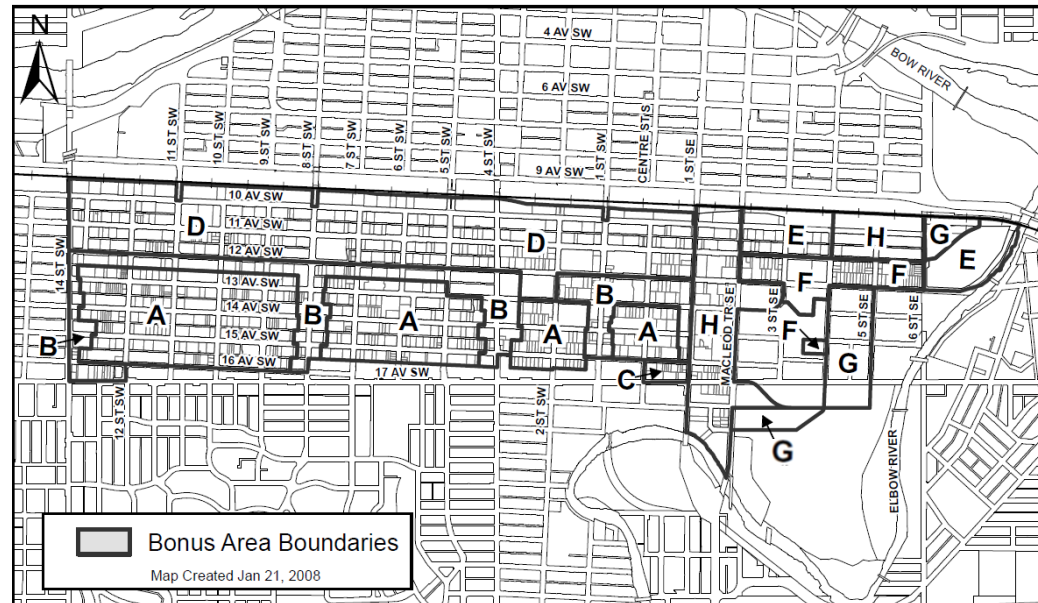 N
4 AV SW
BOW RIVER
6 AV SW
11 ST SW
10 ST SW
9 ST SW
8 ST SW
7 ST SW
6 ST SW
5 ST SW
4 ST SW
1 ST SW
CENTRE ST S
1 ST SE
9 AV SW
10 AV SW
11 AV SW
12 AV SW
D
D
E
H
G
E
14 ST SW
13 AV SW
14 AV SW
15 AV SW
16 AV SW
17 AV SW
A
B
A
B
A
B
A
B
C
H
MACLEOD TR SE
3 ST SE
F
F
F
5 ST SE
6 ST SE
G
G
12 ST SW
2 ST SW
ELBOW RIVER
Bonus Area Boundaries
Map Created Jan 21, 2008